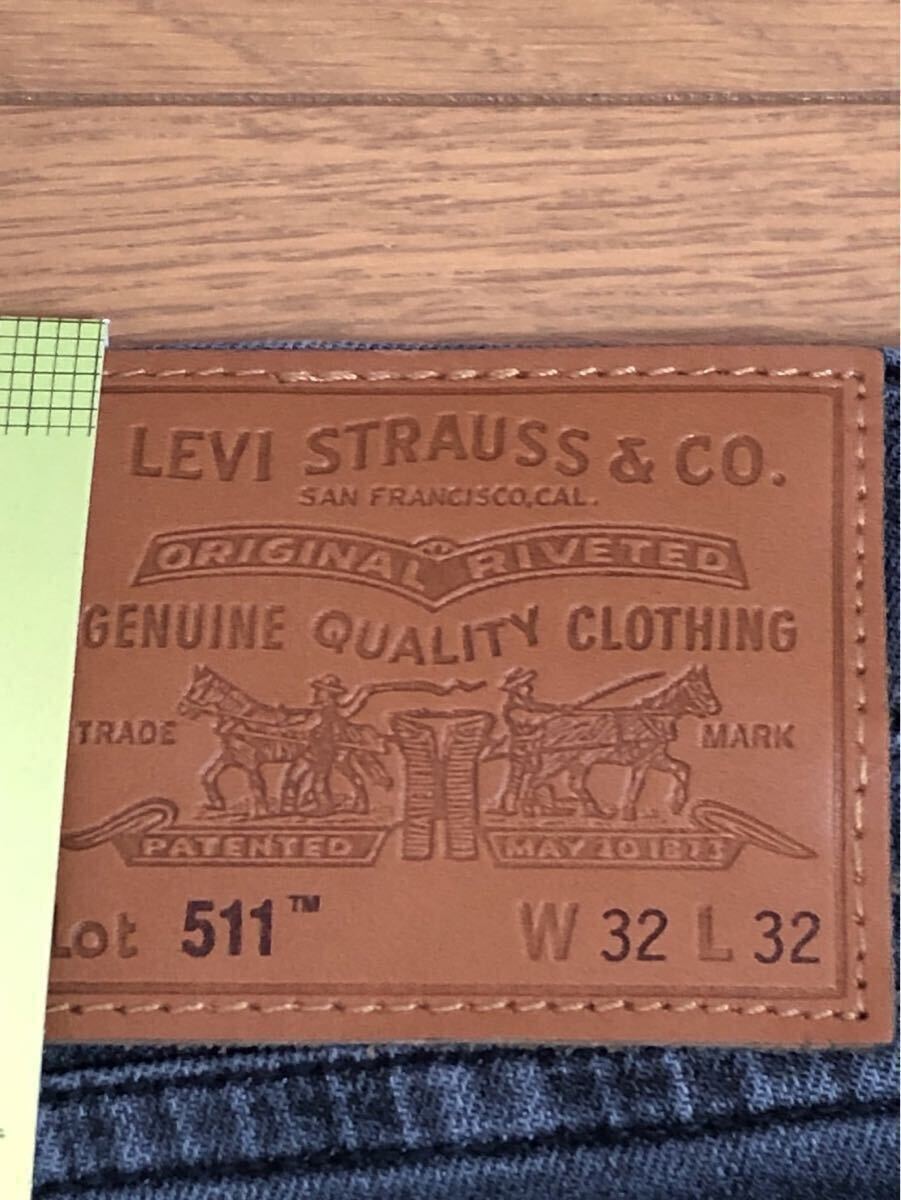 LEVI STRAUSS & CO.
SAN FRANCISCO, CAL.
ORIGINAL RIVETED
GENUINE QUALITY CLOTHING
TRADE MARK
PATENTED MAY 20 1873
Lot 511™ W 32 L 32